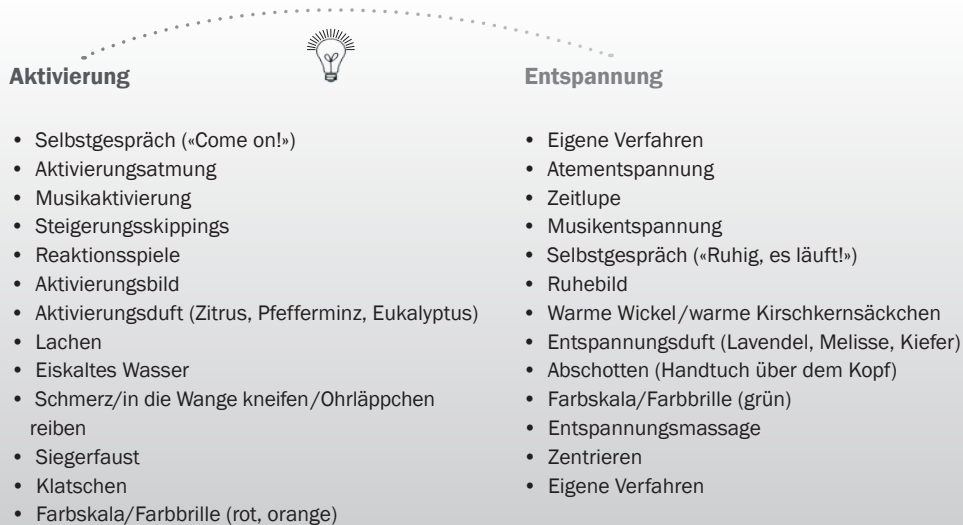 Aktivierung
• Selbstgespräch («Come on!»)
• Aktivierungsatmung
• Musikaktivierung
• Steigerungsskippings
• Reaktionsspiele
• Aktivierungsbild
• Aktivierungsduft (Zitrus, Pfefferminz, Eukalyptus)
• Lachen
• Eiskaltes Wasser
• Schmerz/in die Wange kneifen/Ohrläppchen
reiben
• Siegerfaust
• Klatschen
• Farbskala/Farbbrille (rot, orange)
Entspannung
• Eigene Verfahren
• Atementspannung
• Zeitlupe
• Musikentspannung
• Selbstgespräch («Ruhig, es läuft!»)
• Ruhebild
• Warme Wickel/warme Kirschkernsäckchen
• Entspannungsduft (Lavendel, Melisse, Kiefer)
• Abschotten (Handtuch über dem Kopf)
• Farbskala/Farbbrille (grün)
• Entspannungsmassage
• Zentrieren
• Eigene Verfahren